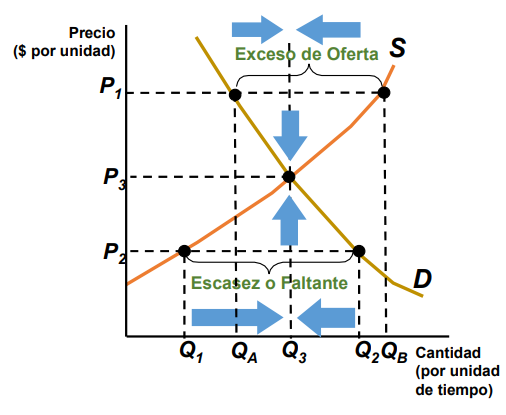 Precio
($ por unidad)
Exceso de Oferta
S
P1
P3
P2
Escasez o Faltante
D
Q1 QA Q3 Q2 QB
Cantidad
(por unidad
de tiempo)